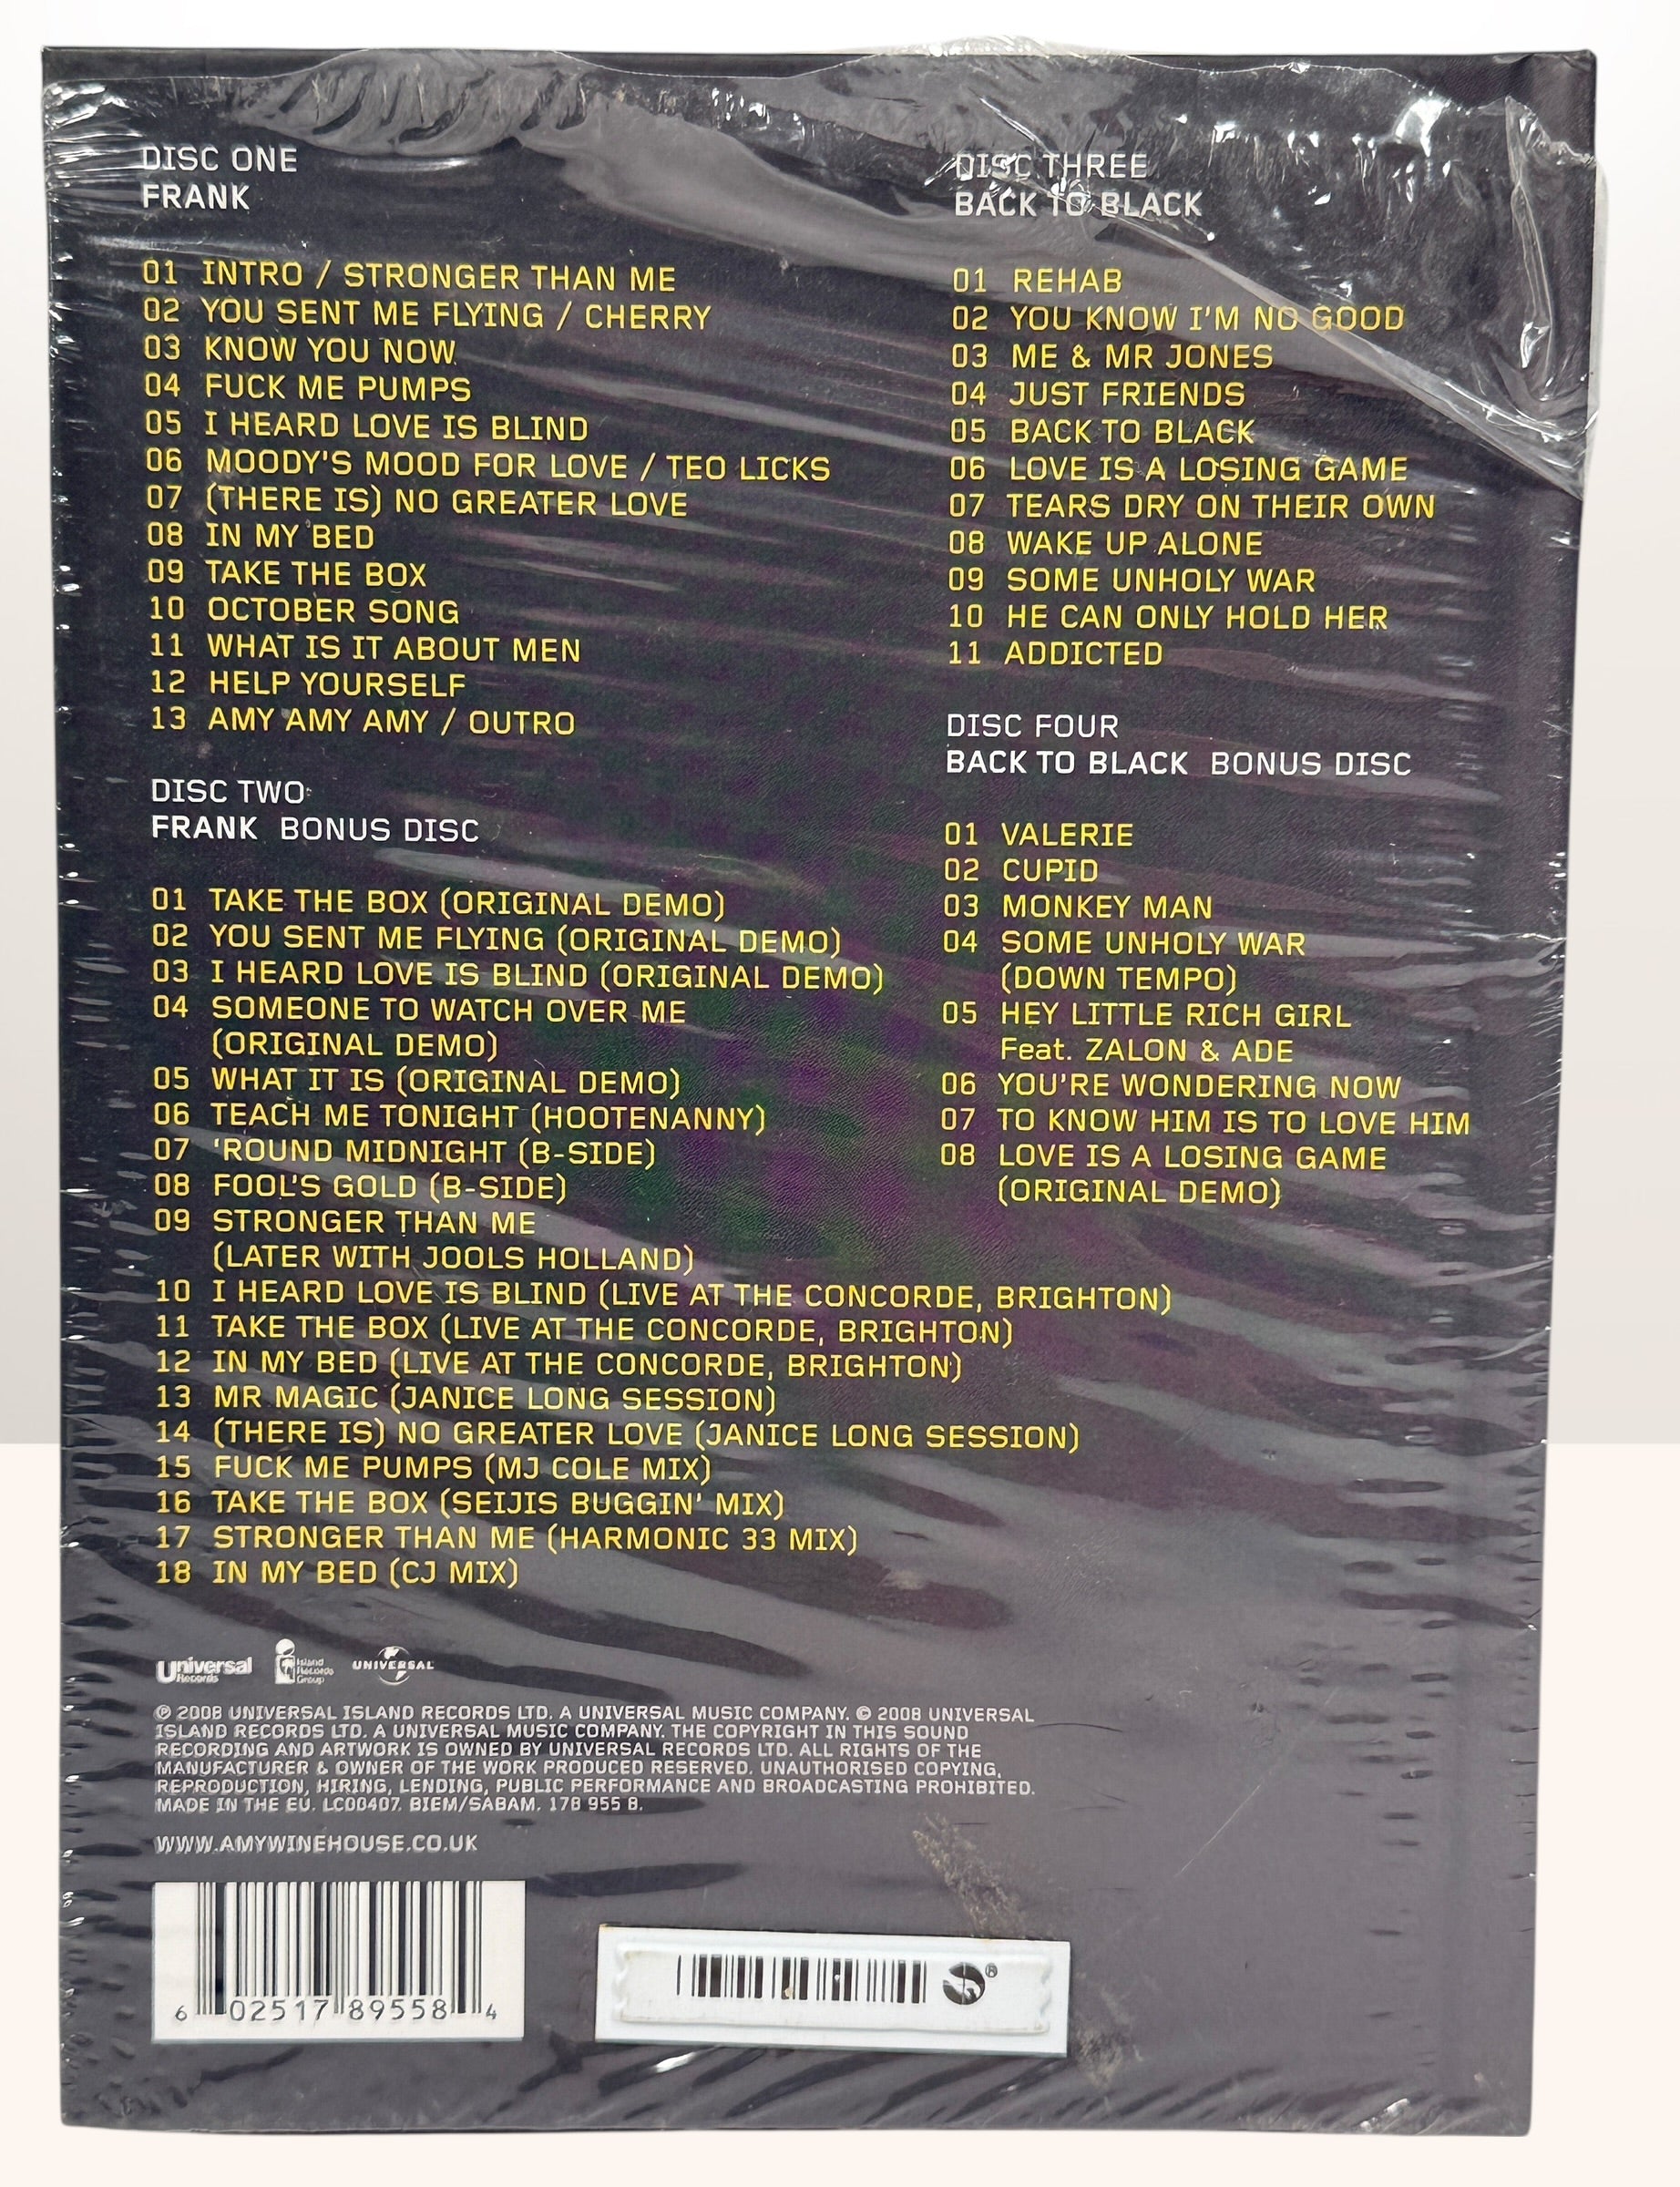 DISC ONE
FRANK
01 INTRO / STRONGER THAN ME
02 YOU SENT ME FLYING / CHERRY
03 KNOW YOU NOW
04 FUCK ME PUMPS
05 I HEARD LOVE IS BLIND
06 MOODY'S MOOD FOR LOVE / TEO LICKS
07 (THERE IS) NO GREATER LOVE
08 IN MY BED
09 TAKE THE BOX
10 OCTOBER SONG
11 WHAT IS IT ABOUT MEN
12 HELP YOURSELF
13 AMY AMY AMY / OUTRO
DISC TWO
FRANK BONUS DISC
01 TAKE THE BOX (ORIGINAL DEMO)
02 YOU SENT ME FLYING (ORIGINAL DEMO)
03 I HEARD LOVE IS BLIND (ORIGINAL DEMO)
04 SOMEONE TO WATCH OVER ME
(ORIGINAL DEMO)
05 WHAT IT IS (ORIGINAL DEMO)
06 TEACH ME TONIGHT (HOOTENANNY)
07 'ROUND MIDNIGHT (B-SIDE)
08 FOOL'S GOLD (B-SIDE)
09 STRONGER THAN ME
(LATER WITH JOOLS HOLLAND)
10 I HEARD LOVE IS BLIND (LIVE AT THE CONCORDE, BRIGHTON)
11 TAKE THE BOX (LIVE AT THE CONCORDE, BRIGHTON)
12 IN MY BED (LIVE AT THE CONCORDE, BRIGHTON)
13 MR MAGIC (JANICE LONG SESSION)
14 (THERE IS) NO GREATER LOVE (JANICE LONG SESSION)
15 FUCK ME PUMPS (MJ COLE MIX)
16 TAKE THE BOX (SEIJIS BUGGIN' MIX)
17 STRONGER THAN ME (HARMONIC 33 MIX)
18 IN MY BED (CJ MIX)
DISC THREE
BACK TO BLACK
01 REHAB
02 YOU KNOW I'M NO GOOD
03 ME & MR JONES
04 JUST FRIENDS
05 BACK TO BLACK
06 LOVE IS A LOSING GAME
07 TEARS DRY ON THEIR OWN
08 WAKE UP ALONE
09 SOME UNHOLY WAR
10 HE CAN ONLY HOLD HER
11 ADDICTED
DISC FOUR
BACK TO BLACK BONUS DISC
01 VALERIE
02 CUPID
03 MONKEY MAN
04 SOME UNHOLY WAR
(DOWN TEMPO)
05 HEY LITTLE RICH GIRL
Feat. ZALON & ADE
06 YOU'RE WONDERING NOW
07 TO KNOW HIM IS TO LOVE HIM
08 LOVE IS A LOSING GAME
(ORIGINAL DEMO)
Universal
Records
Island
Records
Group
UNIVERSAL
℗ 2008 UNIVERSAL ISLAND RECORDS LTD. A UNIVERSAL MUSIC COMPANY. © 2008 UNIVERSAL
ISLAND RECORDS LTD. A UNIVERSAL MUSIC COMPANY. THE COPYRIGHT IN THIS SOUND
RECORDING AND ARTWORK IS OWNED BY UNIVERSAL RECORDS LTD. ALL RIGHTS OF THE
MANUFACTURER & OWNER OF THE WORK PRODUCED RESERVED. UNAUTHORISED COPYING,
REPRODUCTION, HIRING, LENDING, PUBLIC PERFORMANCE AND BROADCASTING PROHIBITED.
MADE IN THE EU. LC00407. BIEM/SABAM. 178 955 8.
WWW.AMYWINEHOUSE.CO.UK
6 02517 89558 4
®